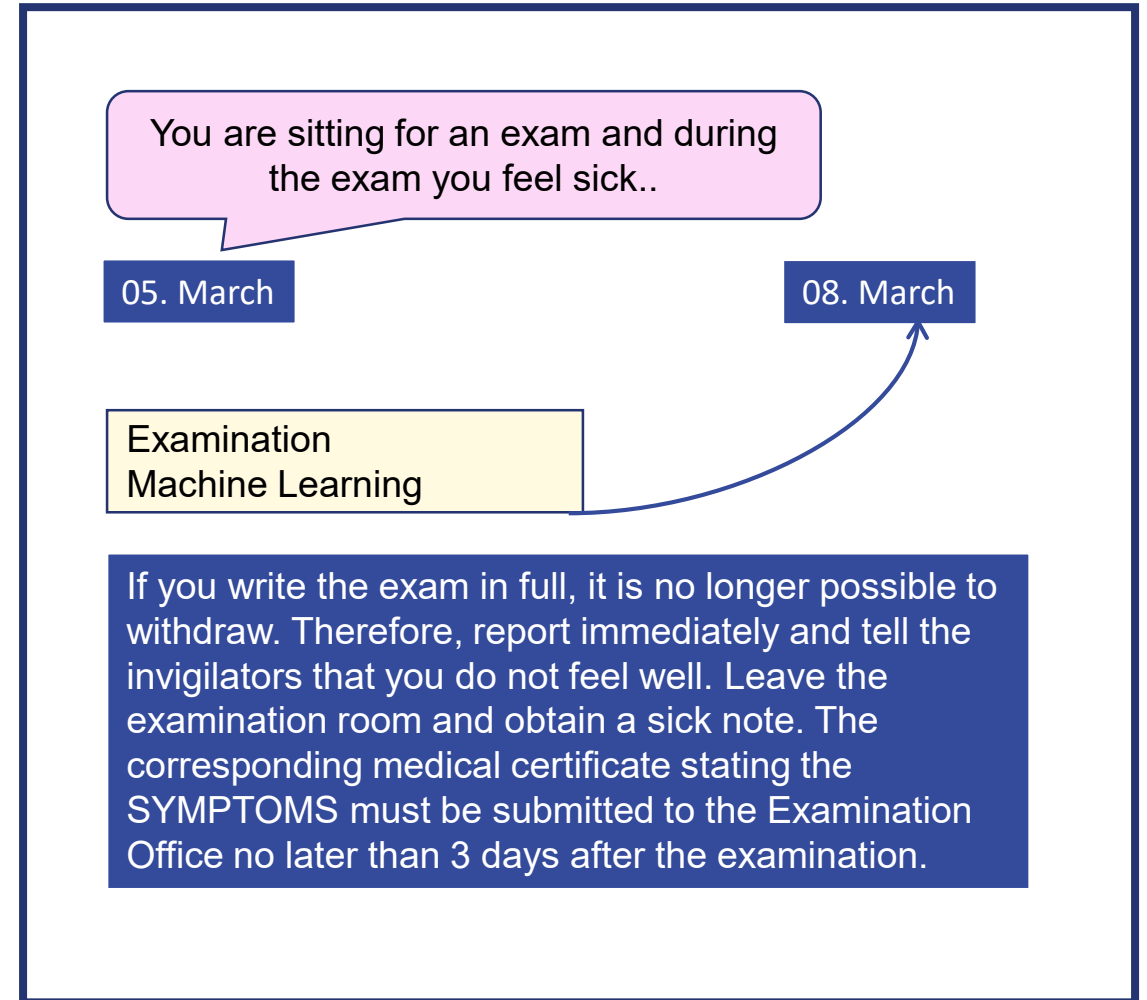 You are sitting for an exam and during
the exam you feel sick..
05. March
08. March
Examination
Machine Learning
If you write the exam in full, it is no longer possible to
withdraw. Therefore, report immediately and tell the
invigilators that you do not feel well. Leave the
examination room and obtain a sick note. The
corresponding medical certificate stating the
SYMPTOMS must be submitted to the Examination
Office no later than 3 days after the examination.